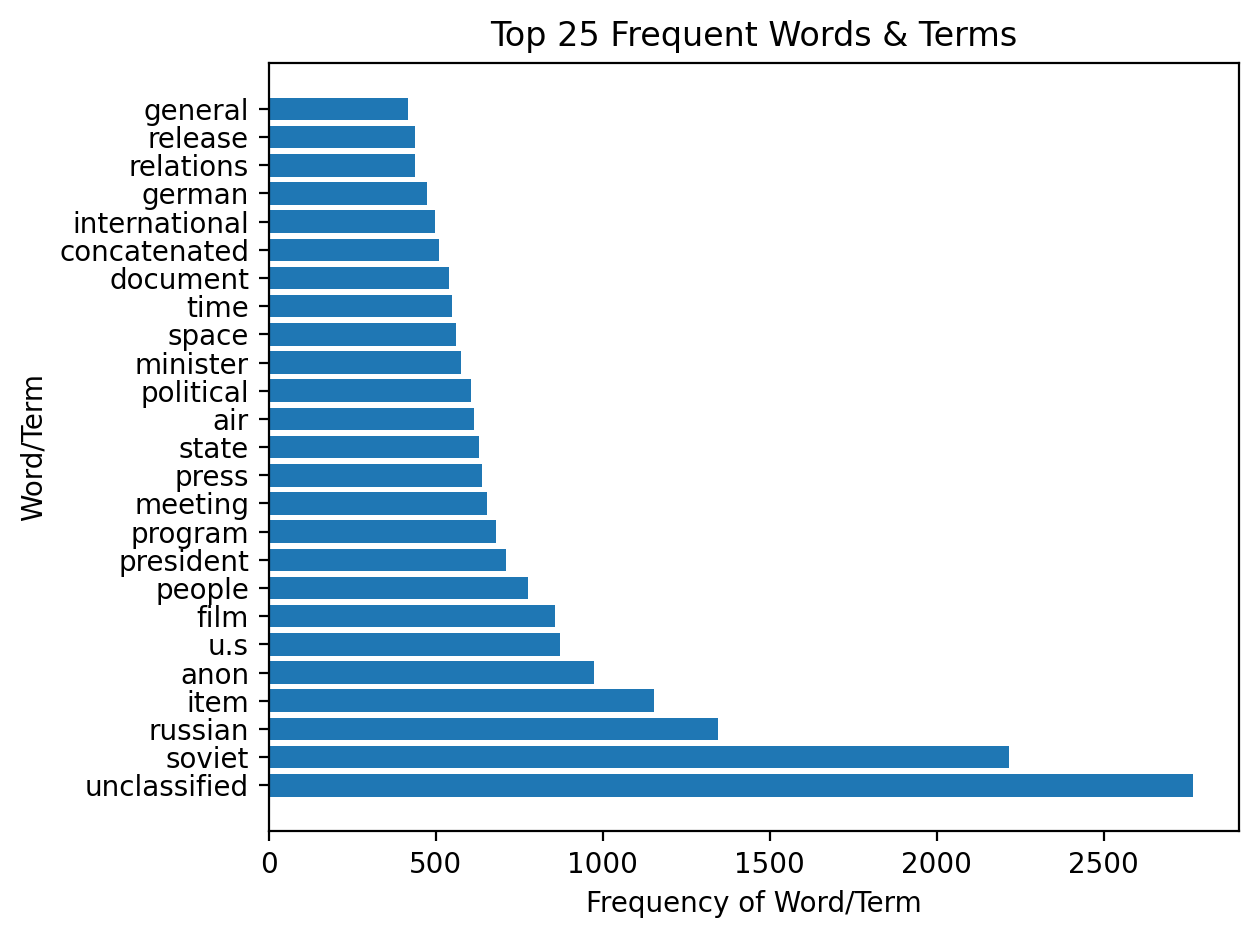 Top 25 Frequent Words & Terms
general
release
relations
german
international
concatenated
document
time
space
minister
political
air
state
press
meeting
program
president
people
film
u.s
anon
item
russian
soviet
unclassified
Word/Term
0 500 1000 1500 2000 2500
Frequency of Word/Term